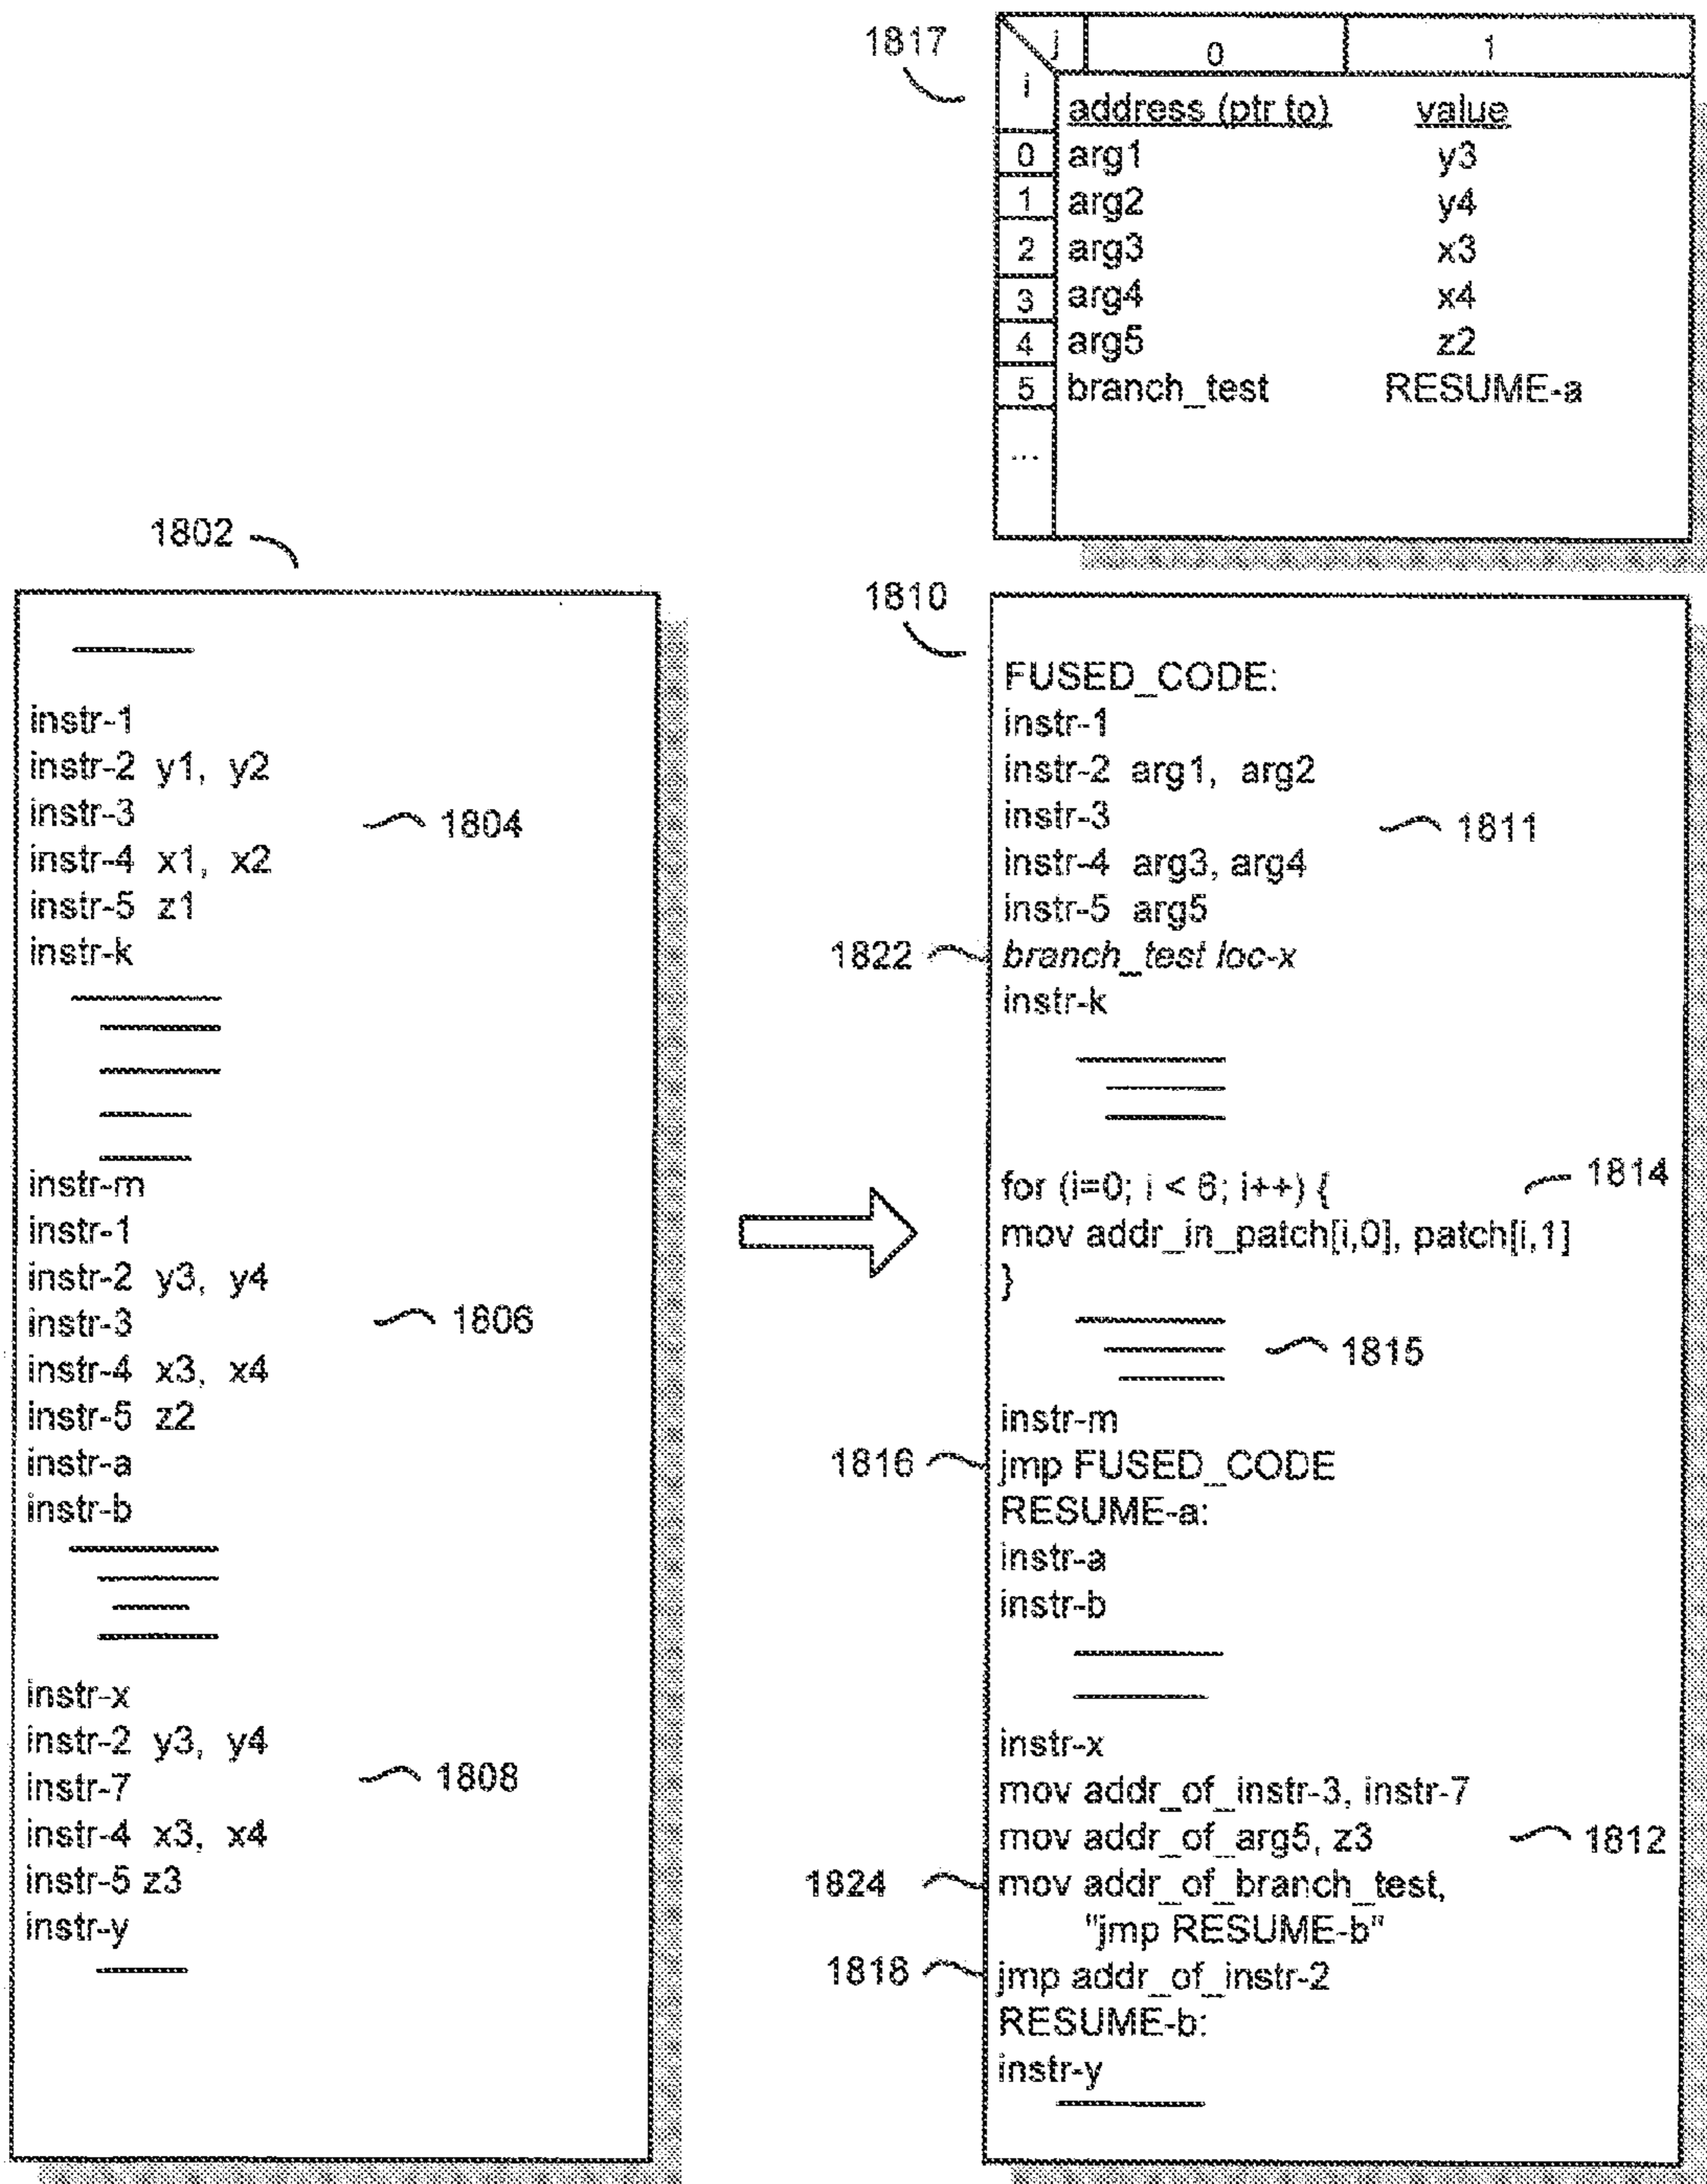 1817
j 0 1
i
address (ptr to) value
0 arg1 y3
1 arg2 y4
2 arg3 x3
3 arg4 x4
4 arg5 z2
5 branch_test RESUME-a
...
1802
instr-1
instr-2 y1, y2
instr-3
1804
instr-4 x1, x2
instr-5 z1
instr-k
instr-m
instr-1
instr-2 y3, y4
instr-3
1806
instr-4 x3, x4
instr-5 z2
instr-a
instr-b
instr-x
instr-2 y3, y4
instr-7
1808
instr-4 x3, x4
instr-5 z3
instr-y
1810
FUSED_CODE:
instr-1
instr-2 arg1, arg2
instr-3
1811
instr-4 arg3, arg4
instr-5 arg5
1822
branch_test loc-x
instr-k
for (i=0; i < 6; i++) {
1814
mov addr_in_patch[i,0], patch[i,1]
}
1815
instr-m
1816
jmp FUSED_CODE
RESUME-a:
instr-a
instr-b
instr-x
mov addr_of_instr-3, instr-7
mov addr_of_arg5, z3
1812
1824
mov addr_of_branch_test,
"jmp RESUME-b"
1818
jmp addr_of_instr-2
RESUME-b:
instr-y